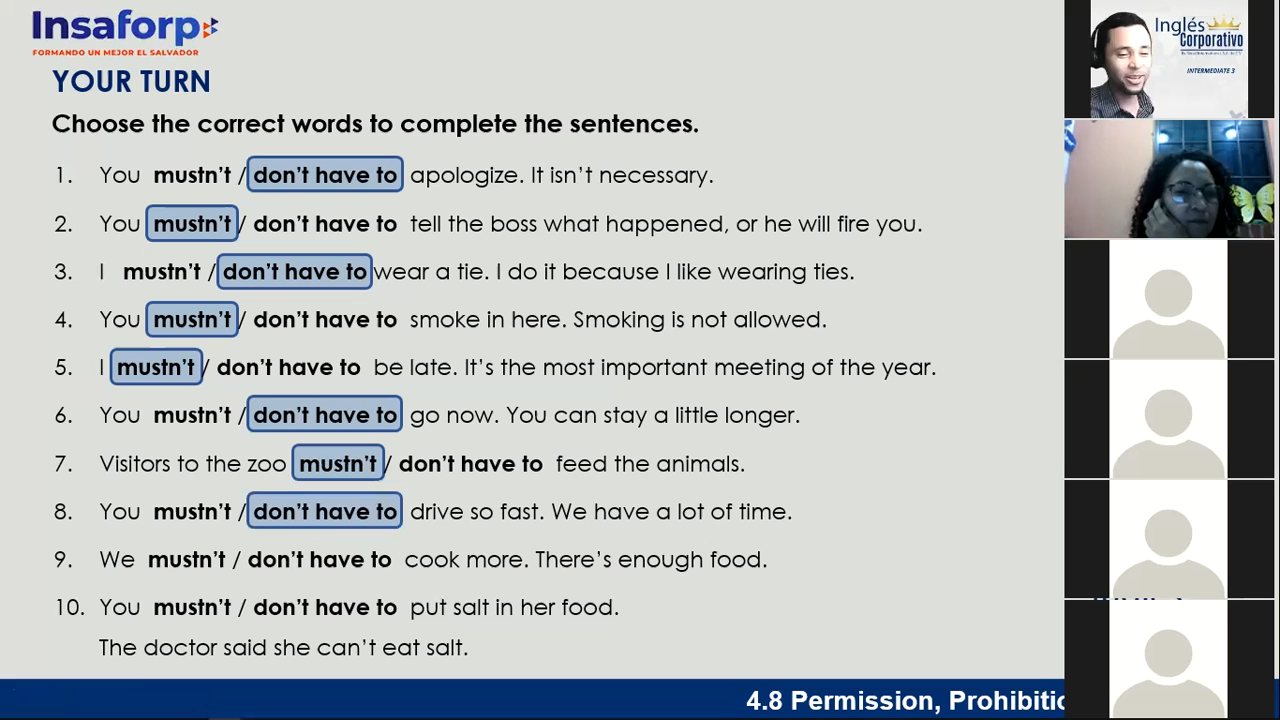 Insaforp
FORMANDO UN MEJOR EL SALVADOR
YOUR TURN
Choose the correct words to complete the sentences.
1. You mustn't / don't have to apologize. It isn't necessary.
2. You mustn't / don't have to tell the boss what happened, or he will fire you.
3. I mustn't / don't have to wear a tie. I do it because I like wearing ties.
4. You mustn't / don't have to smoke in here. Smoking is not allowed.
5. I mustn't / don't have to be late. It's the most important meeting of the year.
6. You mustn't / don't have to go now. You can stay a little longer.
7. Visitors to the zoo mustn't / don't have to feed the animals.
8. You mustn't / don't have to drive so fast. We have a lot of time.
9. We mustn't / don't have to cook more. There's enough food.
10. You mustn't / don't have to put salt in her food.
The doctor said she can't eat salt.
4.8 Permission, Prohibitio
Inglés
Corporativo
INTERMEDIATE 3